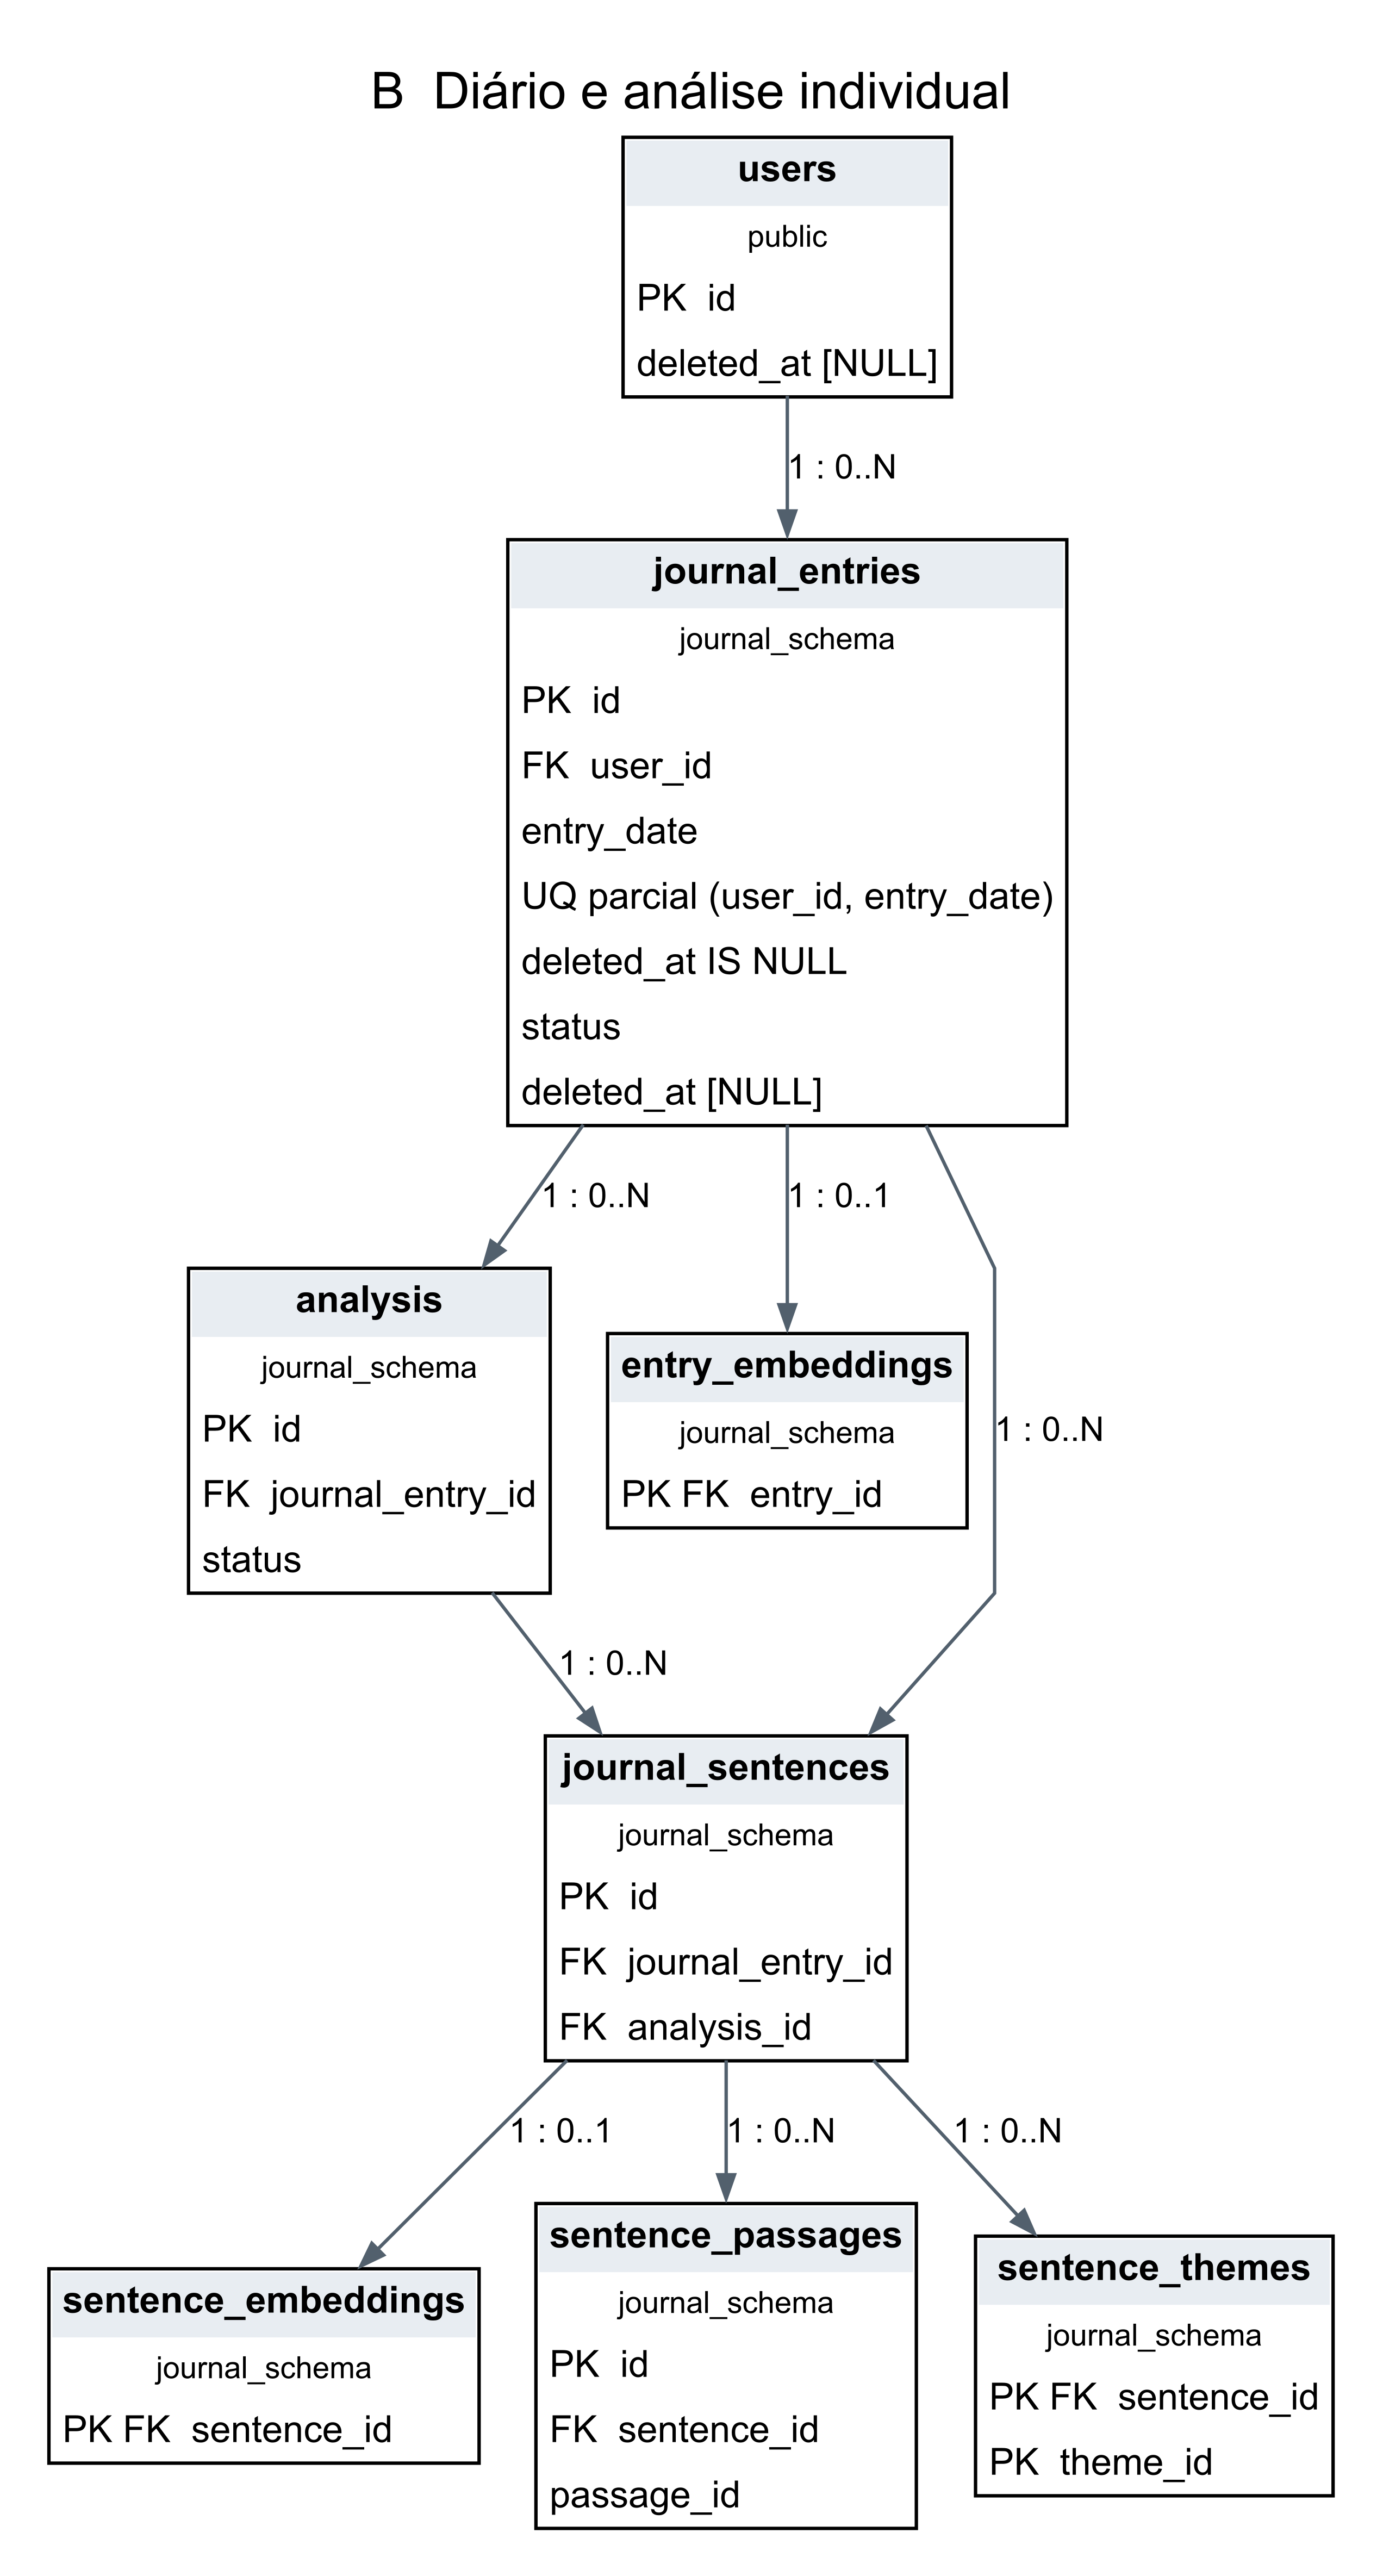 B  Diário e análise individual
users
public
PK  id
deleted_at [NULL]
1 : 0..N
journal_entries
journal_schema
PK  id
FK  user_id
entry_date
UQ parcial (user_id, entry_date)
deleted_at IS NULL
status
deleted_at [NULL]
1 : 0..N
1 : 0..1
1 : 0..N
analysis
journal_schema
PK  id
FK  journal_entry_id
status
entry_embeddings
journal_schema
PK FK  entry_id
1 : 0..N
journal_sentences
journal_schema
PK  id
FK  journal_entry_id
FK  analysis_id
1 : 0..1
1 : 0..N
1 : 0..N
sentence_embeddings
journal_schema
PK FK  sentence_id
sentence_passages
journal_schema
PK  id
FK  sentence_id
passage_id
sentence_themes
journal_schema
PK FK  sentence_id
PK  theme_id